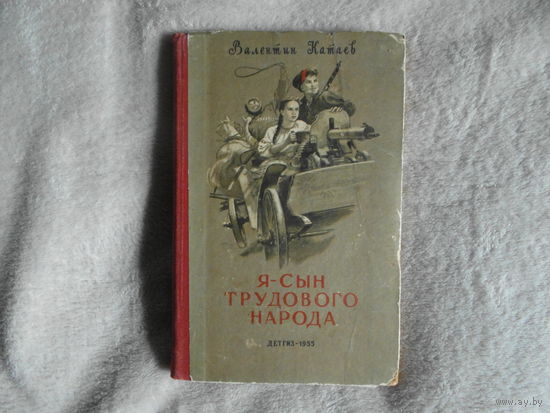 Валентин Катаев
Я-СЫН
ТРУДОВОГО
НАРОДА
ДЕТГИЗ-1955
www.ay.by